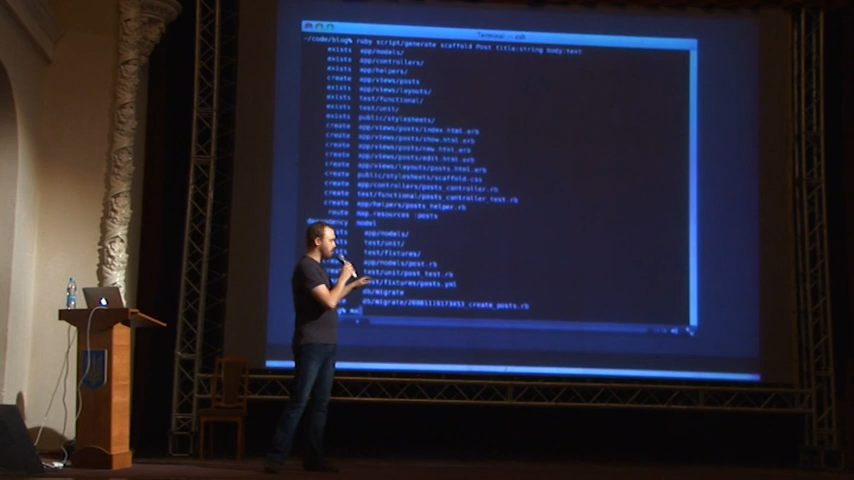 Terminal — zsh
~/code/blog% ruby script/generate scaffold Post title:string body:text
exists app/models/
exists app/controllers/
exists app/helpers/
create app/views/posts
exists app/views/layouts/
exists test/functional/
exists test/unit/
exists public/stylesheets/
create app/views/posts/index.html.erb
create app/views/posts/show.html.erb
create app/views/posts/new.html.erb
create app/views/posts/edit.html.erb
create app/views/layouts/posts.html.erb
create public/stylesheets/scaffold.css
create app/controllers/posts_controller.rb
create test/functional/posts_controller_test.rb
create app/helpers/posts_helper.rb
route map.resources :posts
dependency model
sts app/models/
sts test/unit/
sts test/fixtures/
app/models/post.rb
test/unit/post_test.rb
test/fixtures/posts.yml
db/migrate